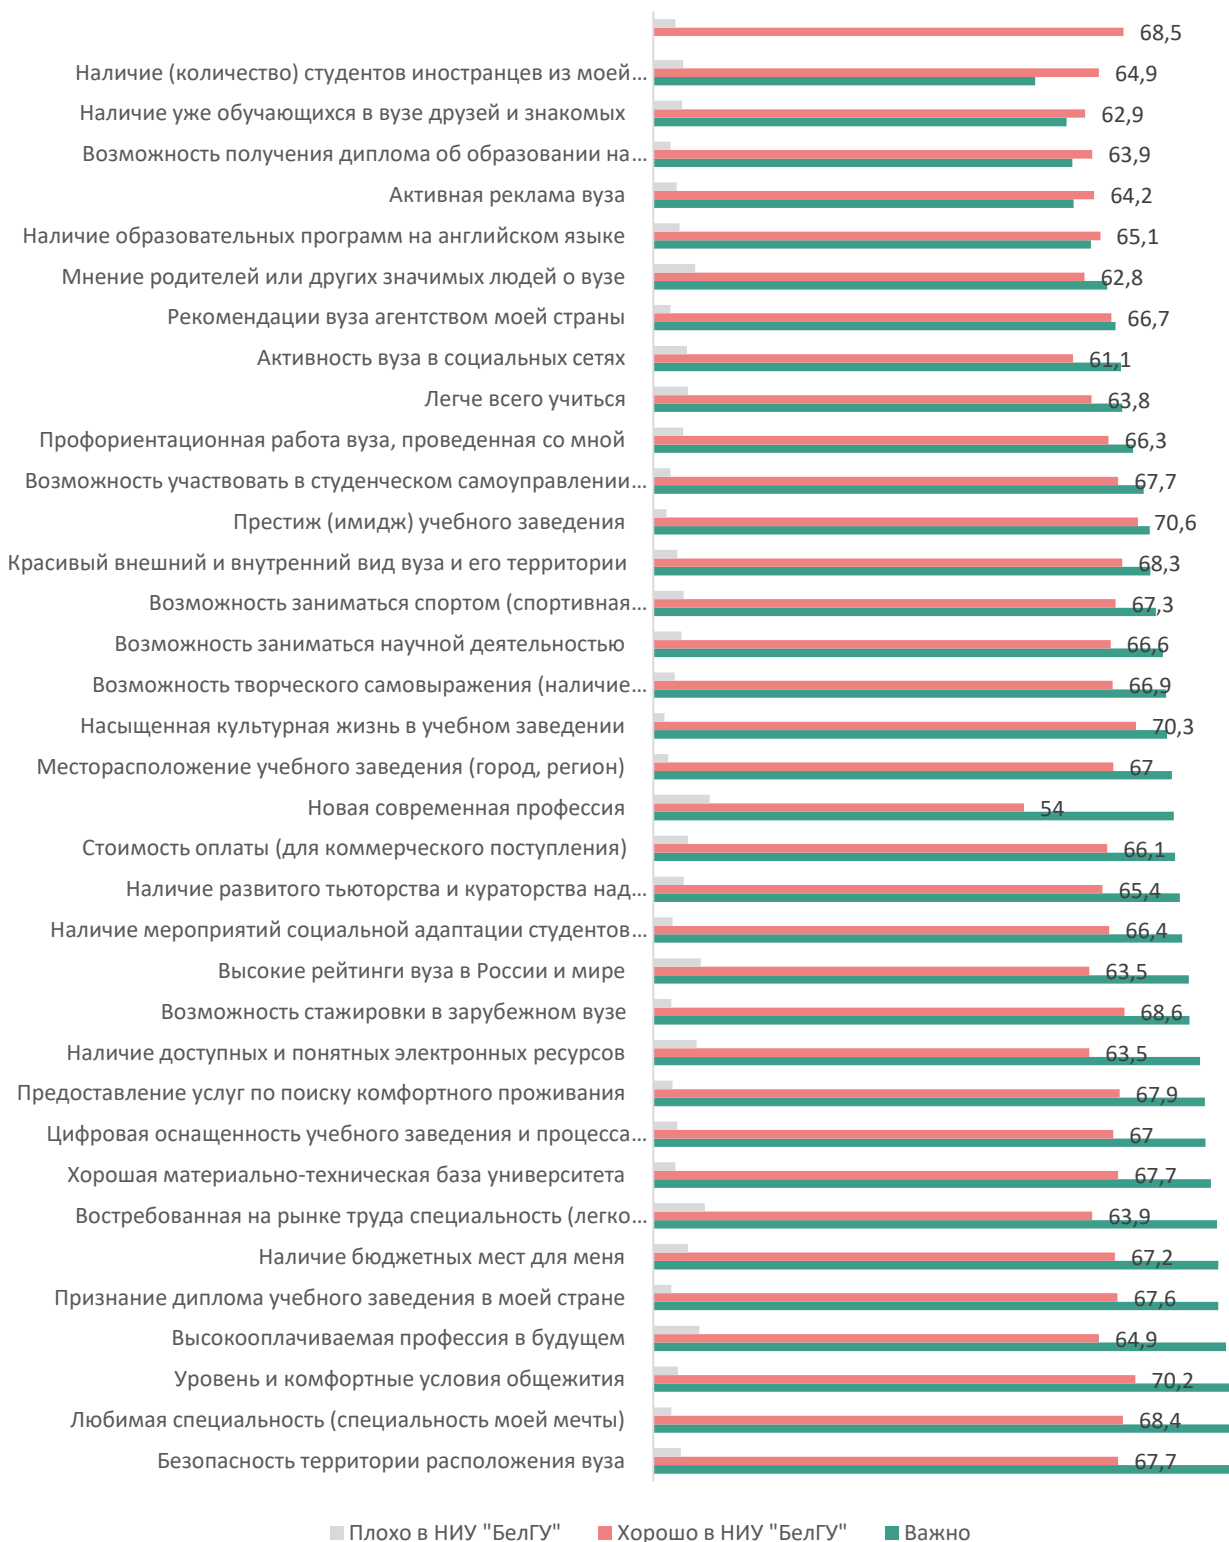 68,5
Наличие (количество) студентов иностранцев из моей... 64,9
Наличие уже обучающихся в вузе друзей и знакомых 62,9
Возможность получения диплома об образовании на... 63,9
Активная реклама вуза 64,2
Наличие образовательных программ на английском языке 65,1
Мнение родителей или других значимых людей о вузе 62,8
Рекомендации вуза агентством моей страны 66,7
Активность вуза в социальных сетях 61,1
Легче всего учиться 63,8
Профориентационная работа вуза, проведенная со мной 66,3
Возможность участвовать в студенческом самоуправлении... 67,7
Престиж (имидж) учебного заведения 70,6
Красивый внешний и внутренний вид вуза и его территории 68,3
Возможность заниматься спортом (спортивная... 67,3
Возможность заниматься научной деятельностью 66,6
Возможность творческого самовыражения (наличие... 66,9
Насыщенная культурная жизнь в учебном заведении 70,3
Месторасположение учебного заведения (город, регион) 67
Новая современная профессия 54
Стоимость оплаты (для коммерческого поступления) 66,1
Наличие развитого тьюторства и кураторства над... 65,4
Наличие мероприятий социальной адаптации студентов... 66,4
Высокие рейтинги вуза в России и мире 63,5
Возможность стажировки в зарубежном вузе 68,6
Наличие доступных и понятных электронных ресурсов 63,5
Предоставление услуг по поиску комфортного проживания 67,9
Цифровая оснащенность учебного заведения и процесса... 67
Хорошая материально-техническая база университета 67,7
Востребованная на рынке труда специальность (легко... 63,9
Наличие бюджетных мест для меня 67,2
Признание диплома учебного заведения в моей стране 67,6
Высокооплачиваемая профессия в будущем 64,9
Уровень и комфортные условия общежития 70,2
Любимая специальность (специальность моей мечты) 68,4
Безопасность территории расположения вуза 67,7
Плохо в НИУ "БелГУ" Хорошо в НИУ "БелГУ" Важно